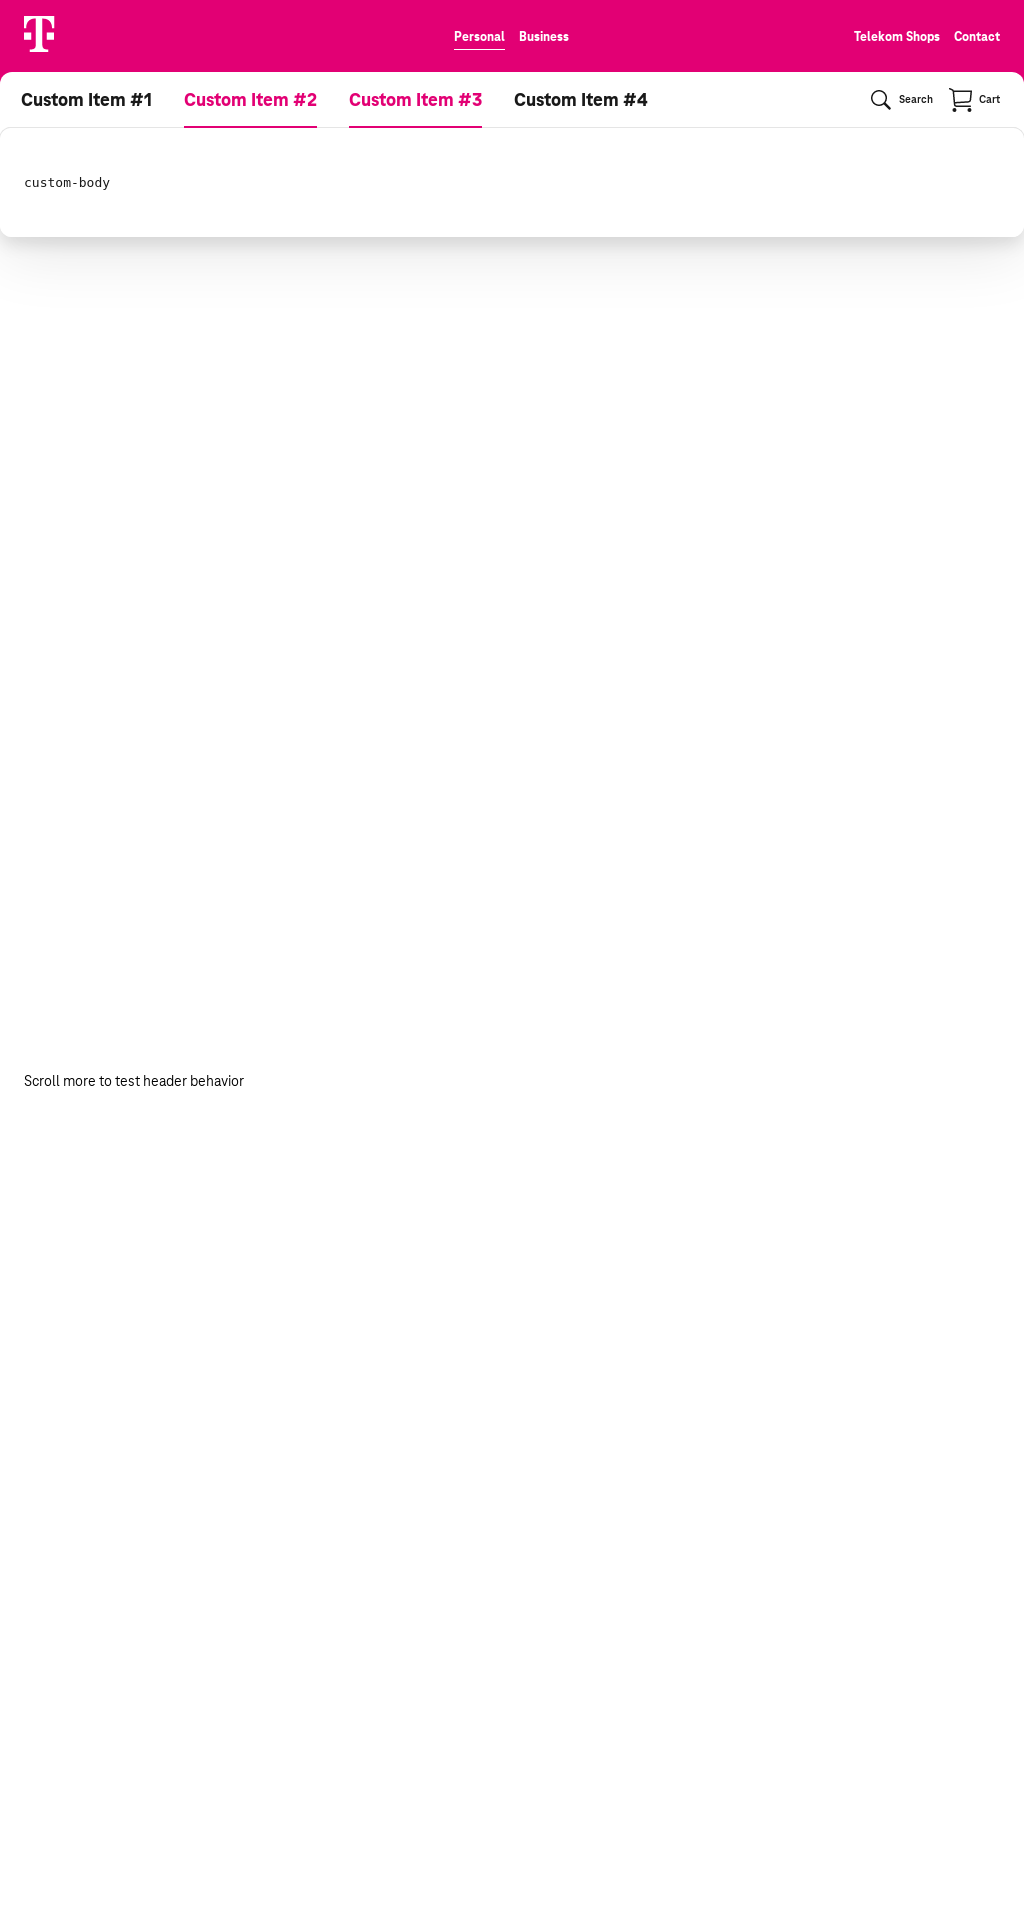 T Personal Business Telekom Shops Contact
Custom Item #1 Custom Item #2 Custom Item #3 Custom Item #4 Search Cart
custom-body
Scroll more to test header behavior